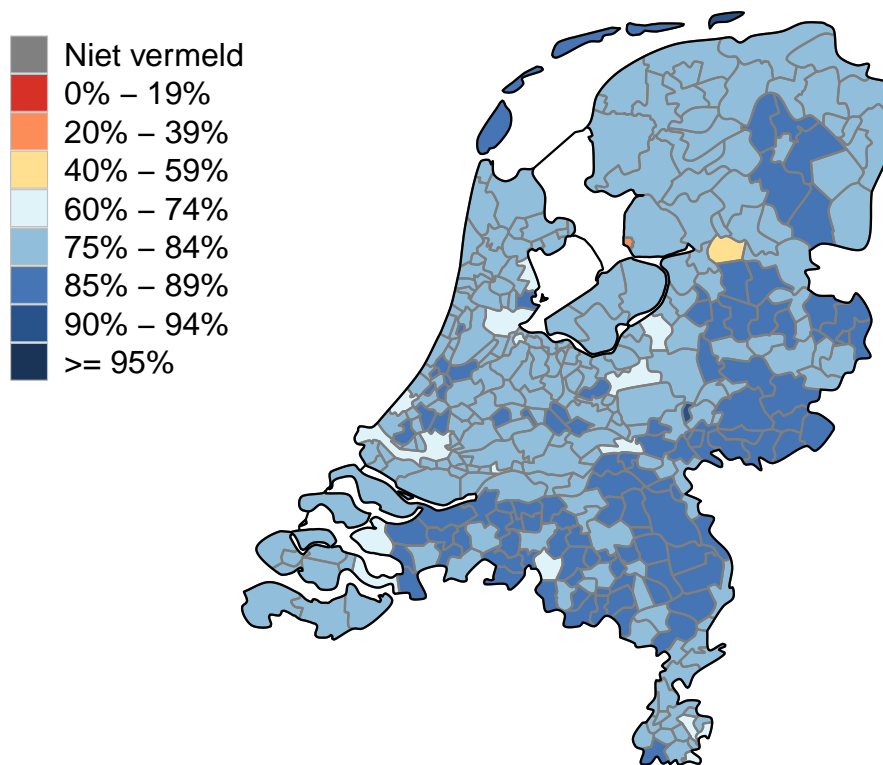 Niet vermeld
0% – 19%
20% – 39%
40% – 59%
60% – 74%
75% – 84%
85% – 89%
90% – 94%
>= 95%